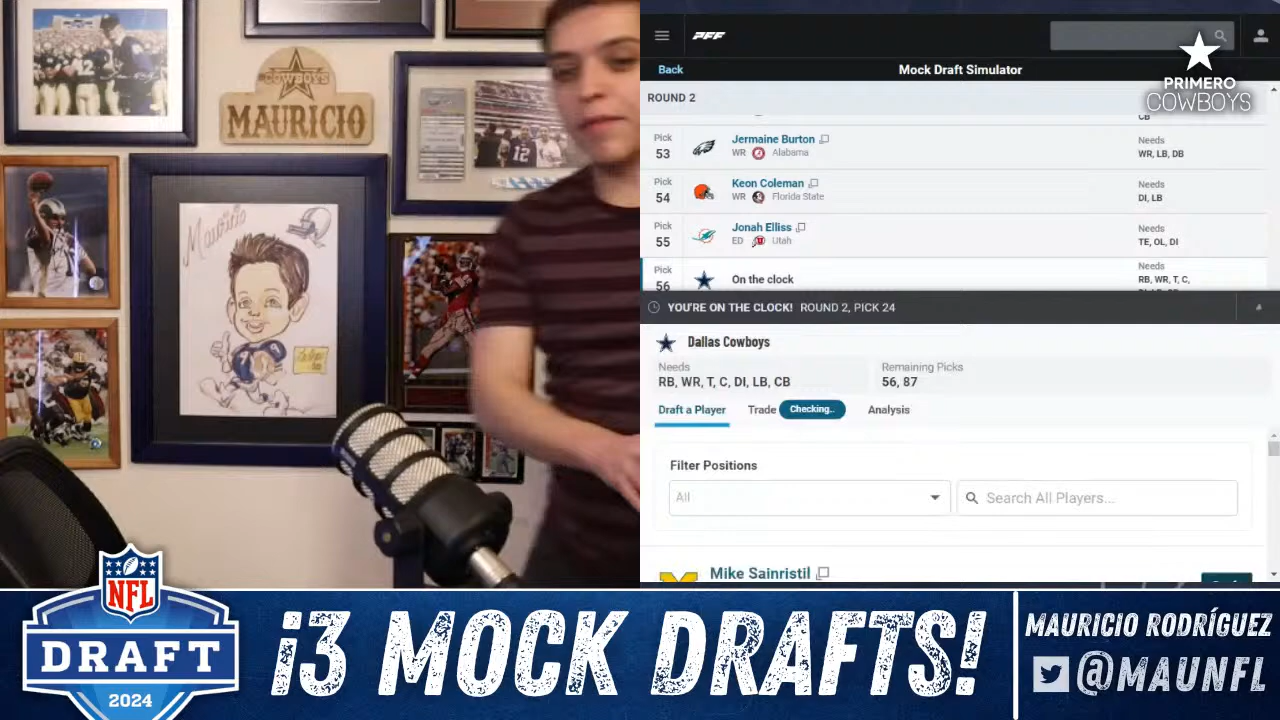 COWBOYS
MAURICIO
Mauricio
12
PFF
PRIMERO
COWBOYS
Back
Mock Draft Simulator
ROUND 2
CB
Pick
53
Jermaine Burton
WR Alabama
Needs
WR, LB, DB
Pick
54
Keon Coleman
WR Florida State
Needs
DI, LB
Pick
55
Jonah Elliss
ED Utah
Needs
TE, OL, DI
Pick
56
On the clock
Needs
RB, WR, T, C,
YOU'RE ON THE CLOCK! ROUND 2, PICK 24
Dallas Cowboys
Needs
RB, WR, T, C, DI, LB, CB
Remaining Picks
56, 87
Draft a Player
Trade
Checking..
Analysis
Filter Positions
All
Search All Players...
Mike Sainristil
NFL
DRAFT
2024
¡3 MOCK DRAFTS!
MAURICIO RODRÍGUEZ
@MAUNFL